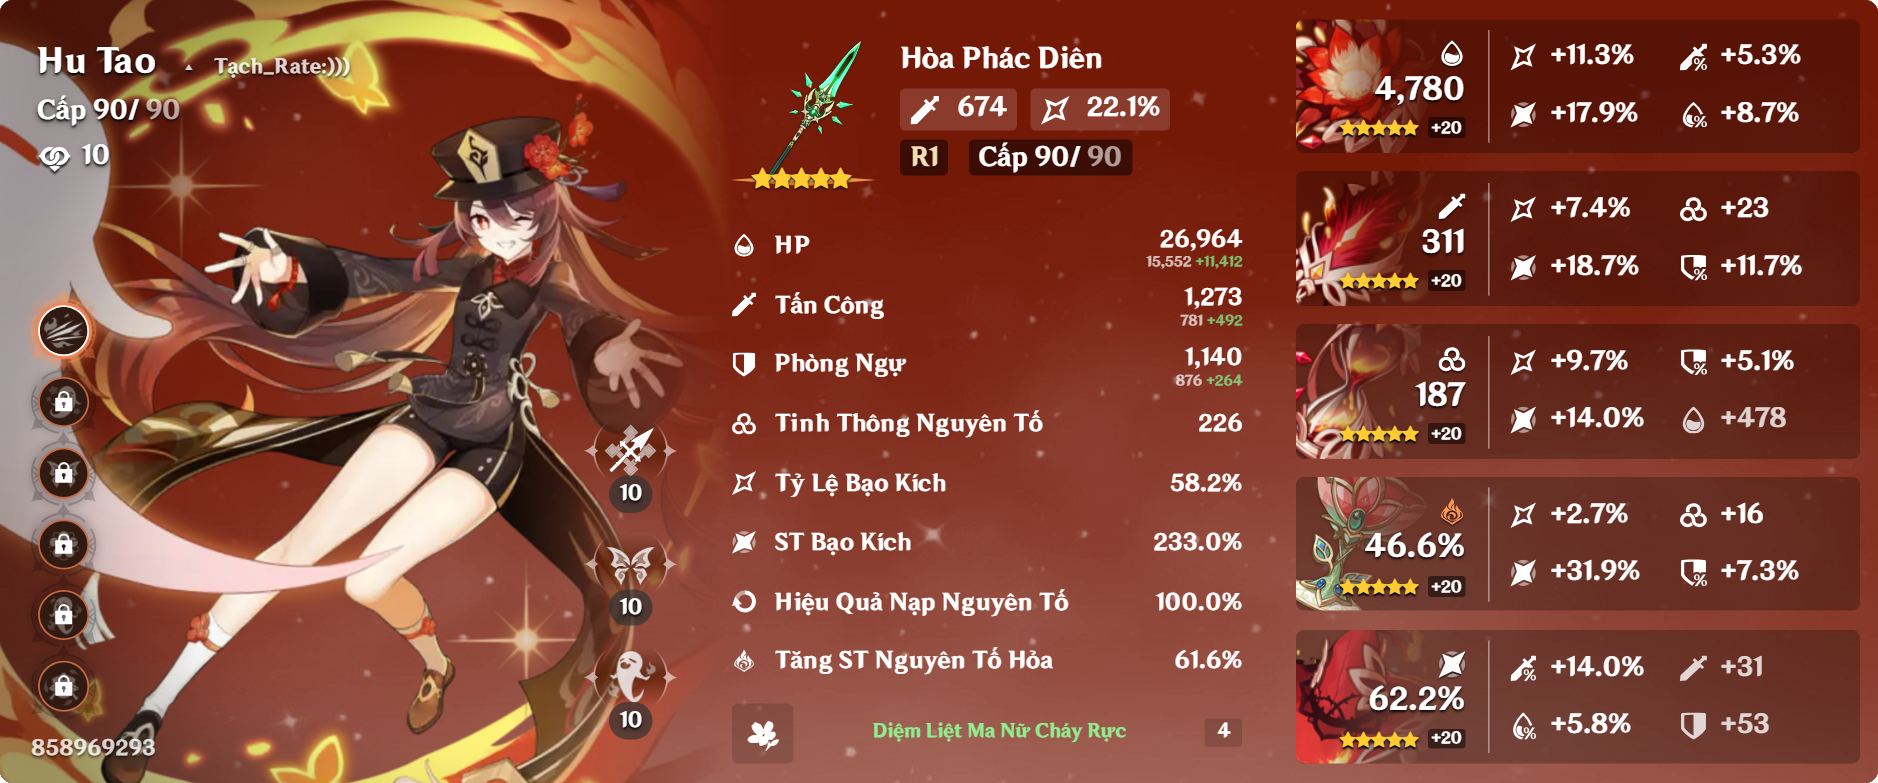 Hu Tao ▲ Tạch_Rate:)))
Cấp 90/ 90
10
10
10
10
858969293
Hòa Phác Diên
674 22.1%
R1 Cấp 90/ 90
HP 26,964
15,552 +11,412
Tấn Công 1,273
781 +492
Phòng Ngự 1,140
876 +264
Tinh Thông Nguyên Tố 226
Tỷ Lệ Bạo Kích 58.2%
ST Bạo Kích 233.0%
Hiệu Quả Nạp Nguyên Tố 100.0%
Tăng ST Nguyên Tố Hỏa 61.6%
Diệm Liệt Ma Nữ Cháy Rực 4
4,780
+20
+11.3% +5.3%
+17.9% +8.7%
311
+20
+7.4% +23
+18.7% +11.7%
187
+20
+9.7% +5.1%
+14.0% +478
46.6%
+20
+2.7% +16
+31.9% +7.3%
62.2%
+20
+14.0% +31
+5.8% +53